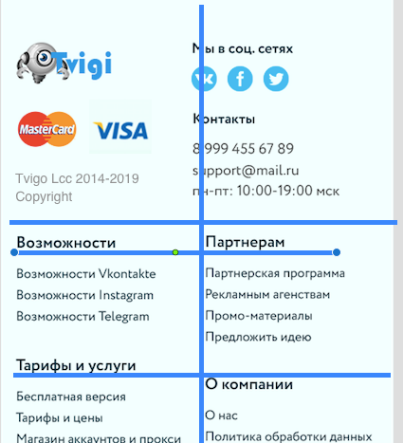 Tvigi
MasterCard
VISA
Tvigo Lcc 2014-2019
Copyright
Мы в соц. сетях
Контакты
8 999 455 67 89
support@mail.ru
пн-пт: 10:00-19:00 мск
Возможности
Возможности Vkontakte
Возможности Instagram
Возможности Telegram
Партнерам
Партнерская программа
Рекламным агенствам
Промо-материалы
Предложить идею
Тарифы и услуги
Бесплатная версия
Тарифы и цены
Магазин аккаунтов и прокси
О компании
О нас
Политика обработки данных